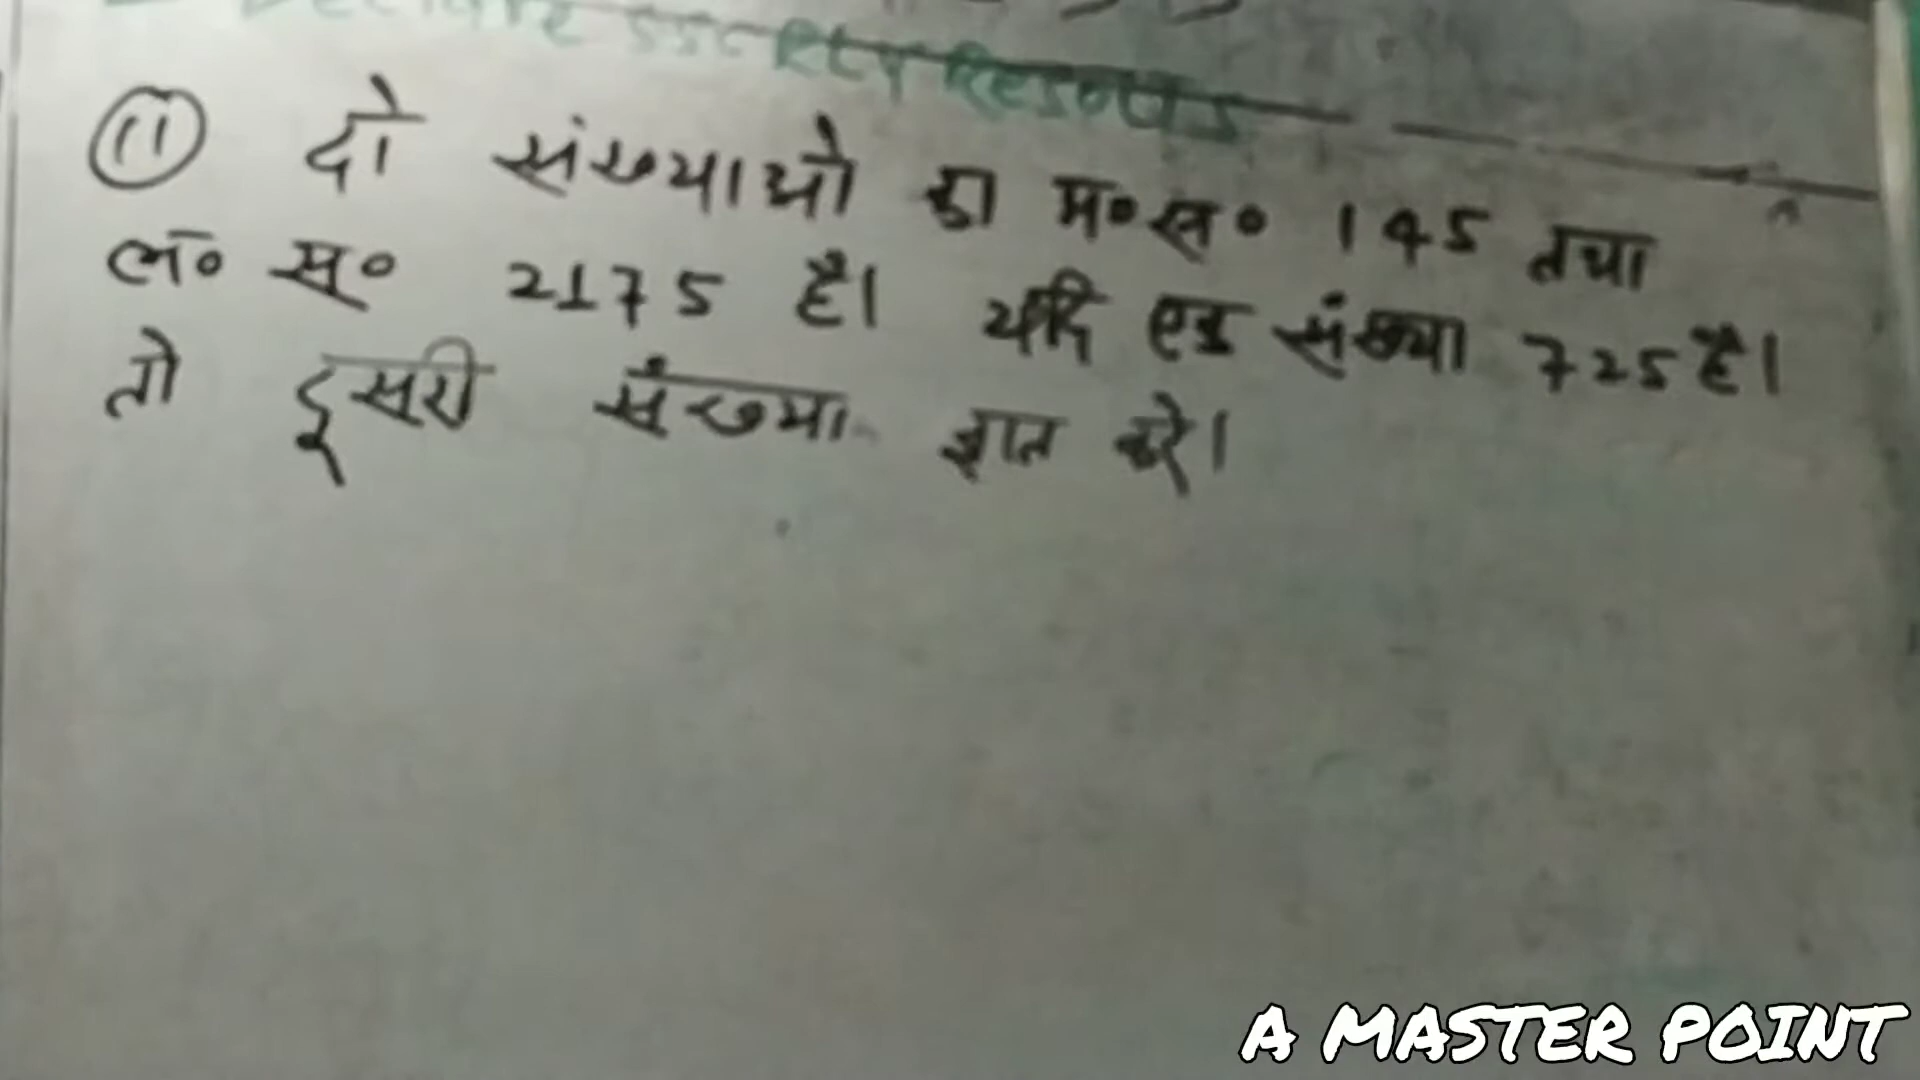 ⑪ दो संख्याओ का म॰स॰ 145 तथा
ल॰ स॰ 2175 है। यदि एक संख्या 725 है।
तो दूसरी संख्या ज्ञात करे।
A MASTER POINT